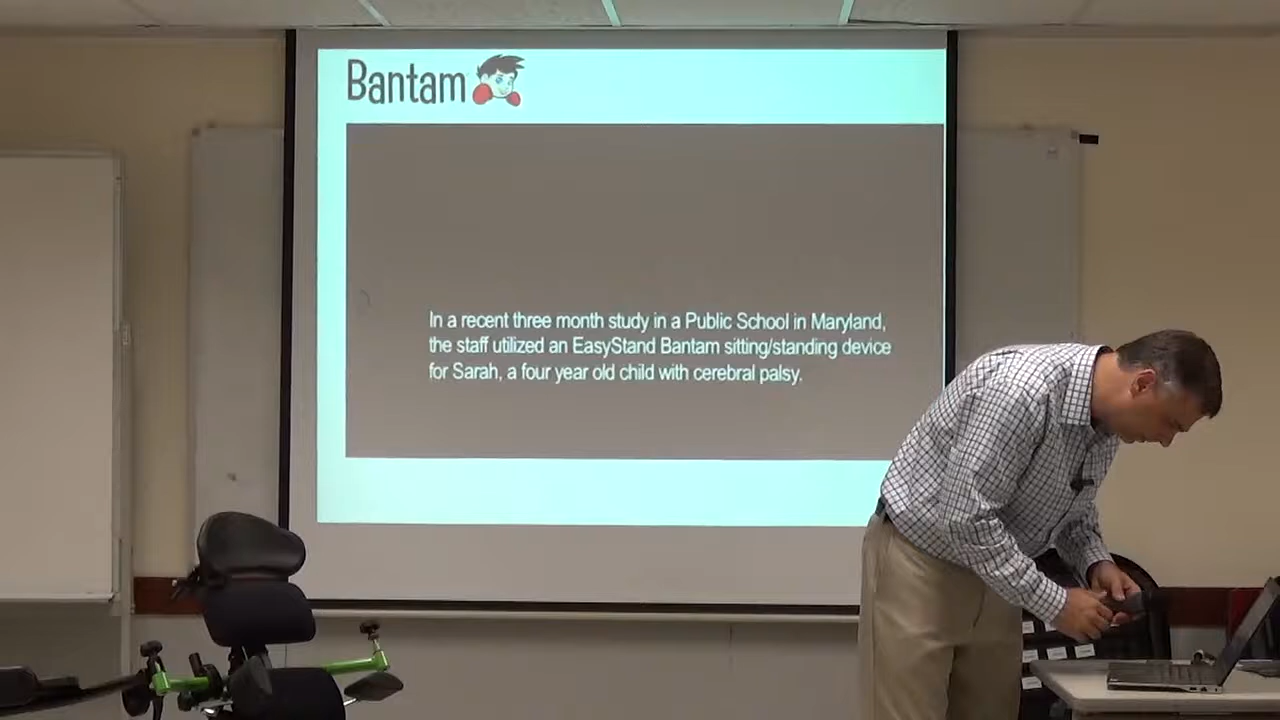 Bantam
In a recent three month study in a Public School in Maryland,
the staff utilized an EasyStand Bantam sitting/standing device
for Sarah, a four year old child with cerebral palsy.